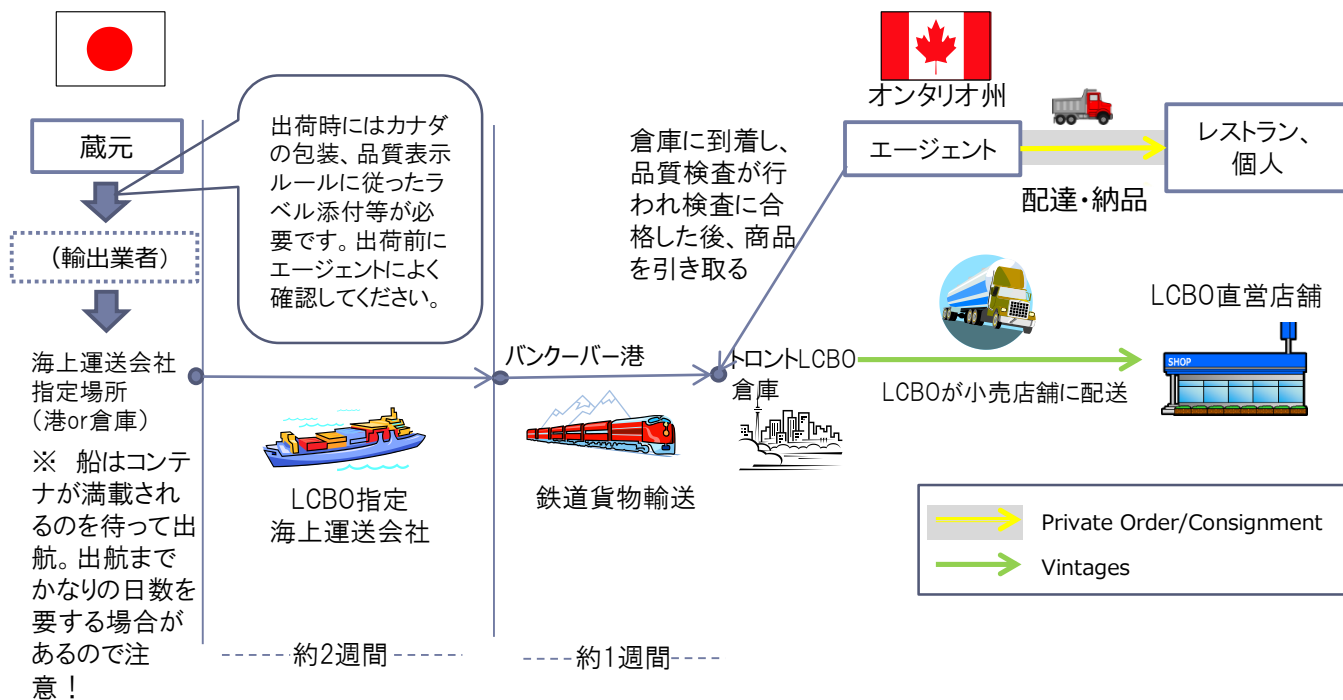 蔵元
(輸出業者)
海上運送会社
指定場所
(港or倉庫)
※ 船はコンテ
ナが満載され
るのを待って出
航。出航まで
かなりの日数を
要する場合が
あるので注
意！
出荷時にはカナダ
の包装、品質表示
ルールに従ったラ
ベル添付等が必
要です。出荷前に
エージェントによく
確認してください。
LCBO指定
海上運送会社
約2週間
バンクーバー港
鉄道貨物輸送
約1週間
倉庫に到着し、
品質検査が行
われ検査に合
格した後、商品
を引き取る
トロントLCBO
倉庫
オンタリオ州
エージェント
配達・納品
レストラン、
個人
LCBOが小売店舗に配送
LCBO直営店舗
SHOP
Private Order/Consignment
Vintages